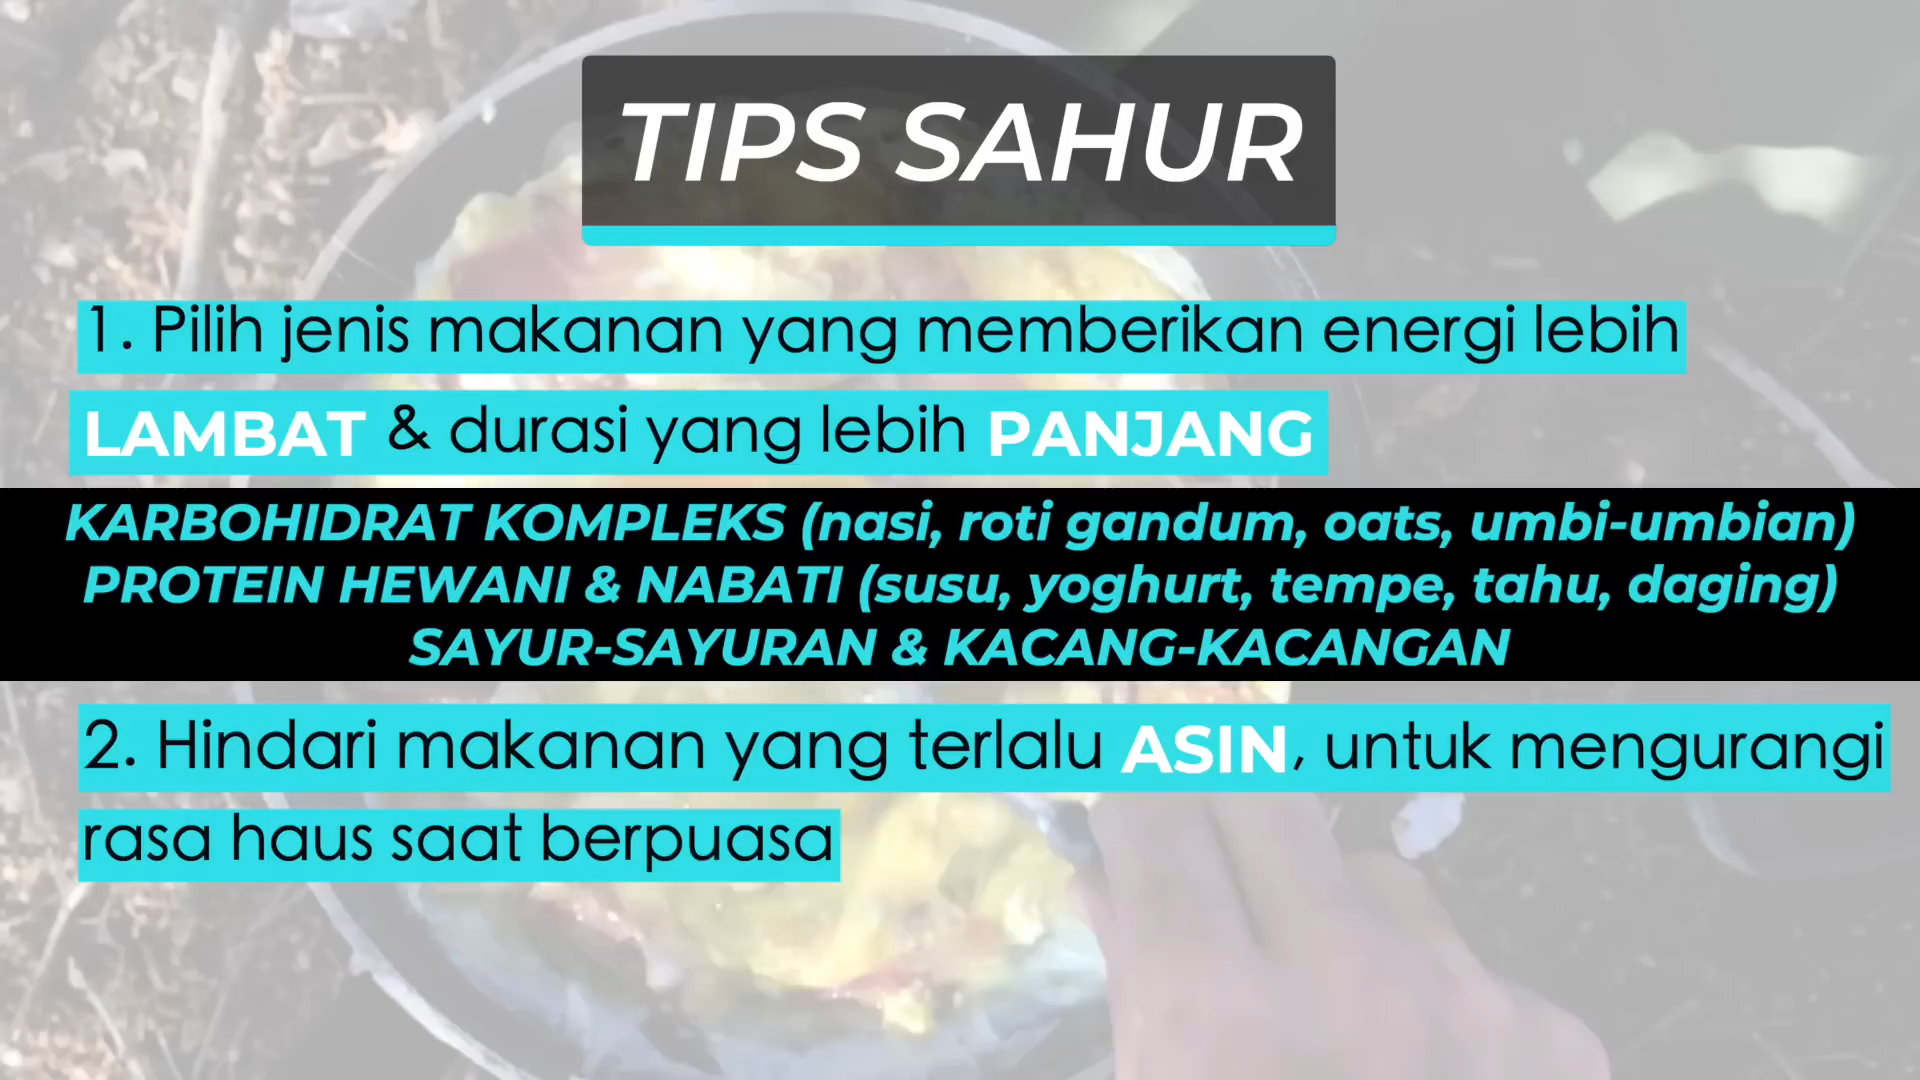 TIPS SAHUR
1. Pilih jenis makanan yang memberikan energi lebih
LAMBAT & durasi yang lebih PANJANG
KARBOHIDRAT KOMPLEKS (nasi, roti gandum, oats, umbi-umbian)
PROTEIN HEWANI & NABATI (susu, yoghurt, tempe, tahu, daging)
SAYUR-SAYURAN & KACANG-KACANGAN
2. Hindari makanan yang terlalu ASIN, untuk mengurangi
rasa haus saat berpuasa